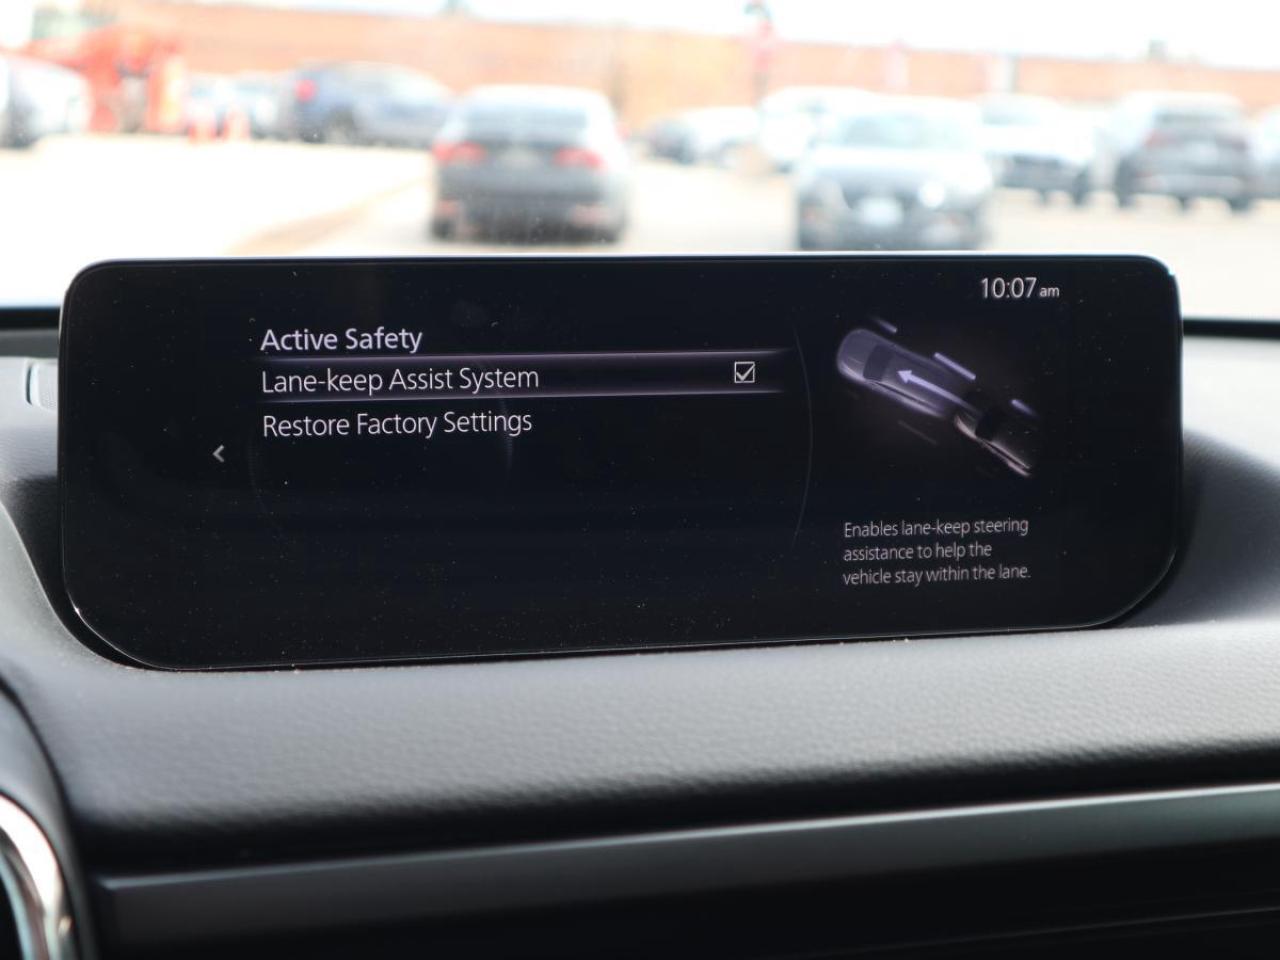 10:07 am
Active Safety
Lane-keep Assist System
Restore Factory Settings
Enables lane-keep steering
assistance to help the
vehicle stay within the lane.